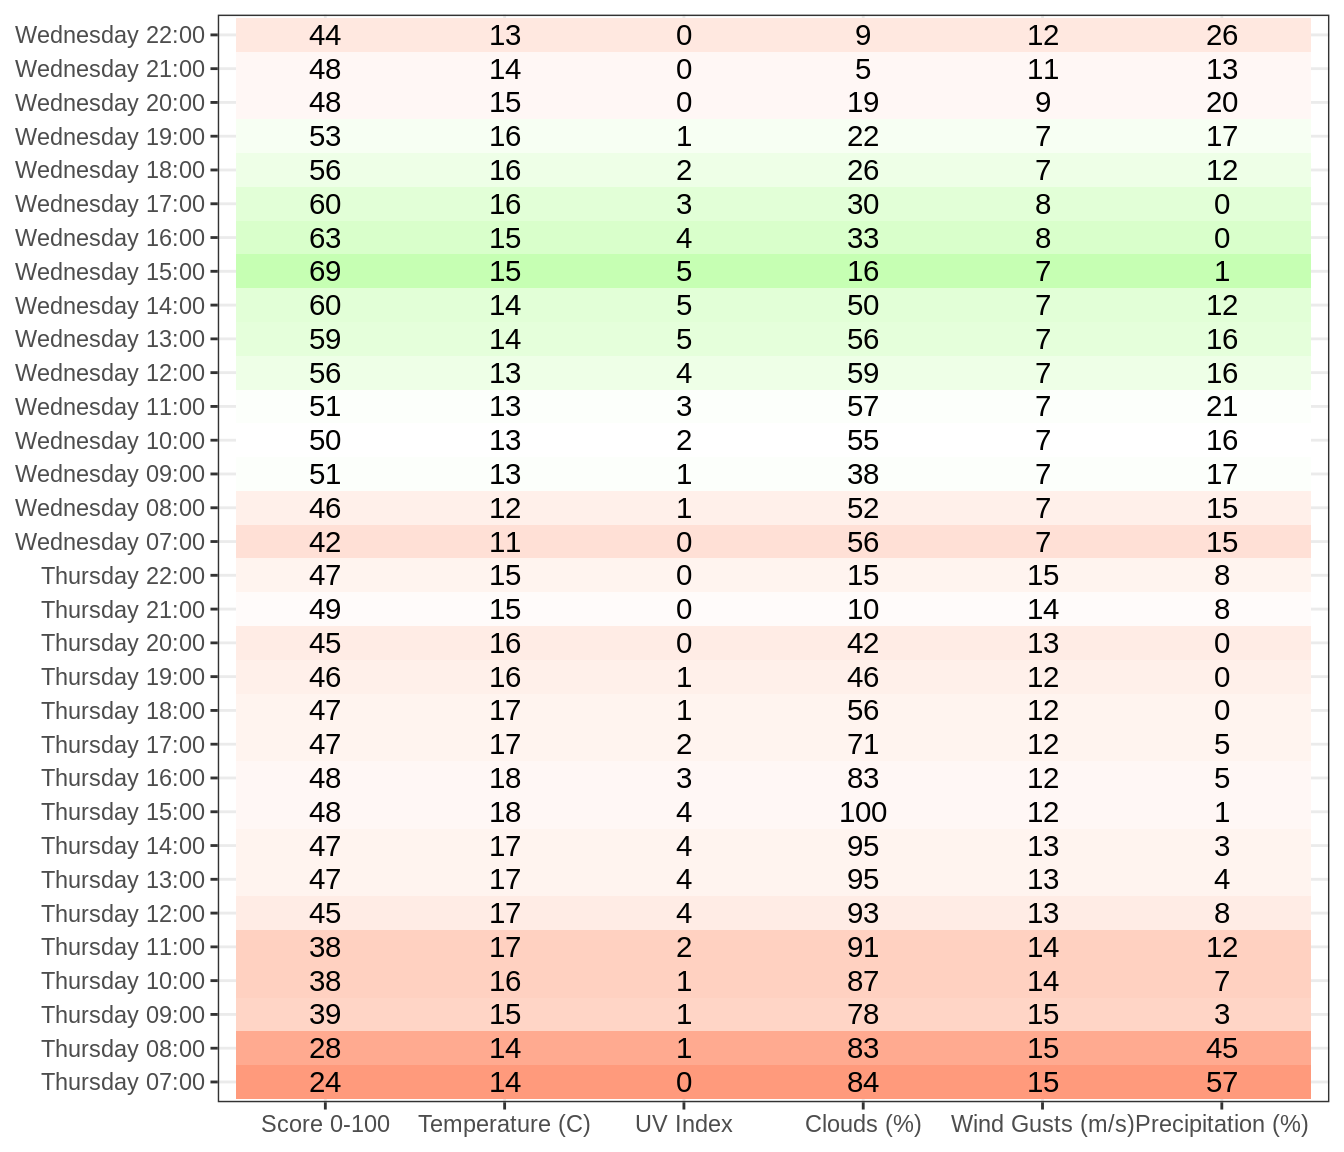 Wednesday 22:00 44 13 0 9 12 26
Wednesday 21:00 48 14 0 5 11 13
Wednesday 20:00 48 15 0 19 9 20
Wednesday 19:00 53 16 1 22 7 17
Wednesday 18:00 56 16 2 26 7 12
Wednesday 17:00 60 16 3 30 8 0
Wednesday 16:00 63 15 4 33 8 0
Wednesday 15:00 69 15 5 16 7 1
Wednesday 14:00 60 14 5 50 7 12
Wednesday 13:00 59 14 5 56 7 16
Wednesday 12:00 56 13 4 59 7 16
Wednesday 11:00 51 13 3 57 7 21
Wednesday 10:00 50 13 2 55 7 16
Wednesday 09:00 51 13 1 38 7 17
Wednesday 08:00 46 12 1 52 7 15
Wednesday 07:00 42 11 0 56 7 15
Thursday 22:00 47 15 0 15 15 8
Thursday 21:00 49 15 0 10 14 8
Thursday 20:00 45 16 0 42 13 0
Thursday 19:00 46 16 1 46 12 0
Thursday 18:00 47 17 1 56 12 0
Thursday 17:00 47 17 2 71 12 5
Thursday 16:00 48 18 3 83 12 5
Thursday 15:00 48 18 4 100 12 1
Thursday 14:00 47 17 4 95 13 3
Thursday 13:00 47 17 4 95 13 4
Thursday 12:00 45 17 4 93 13 8
Thursday 11:00 38 17 2 91 14 12
Thursday 10:00 38 16 1 87 14 7
Thursday 09:00 39 15 1 78 15 3
Thursday 08:00 28 14 1 83 15 45
Thursday 07:00 24 14 0 84 15 57
Score 0-100 Temperature (C) UV Index Clouds (%) Wind Gusts (m/s) Precipitation (%)